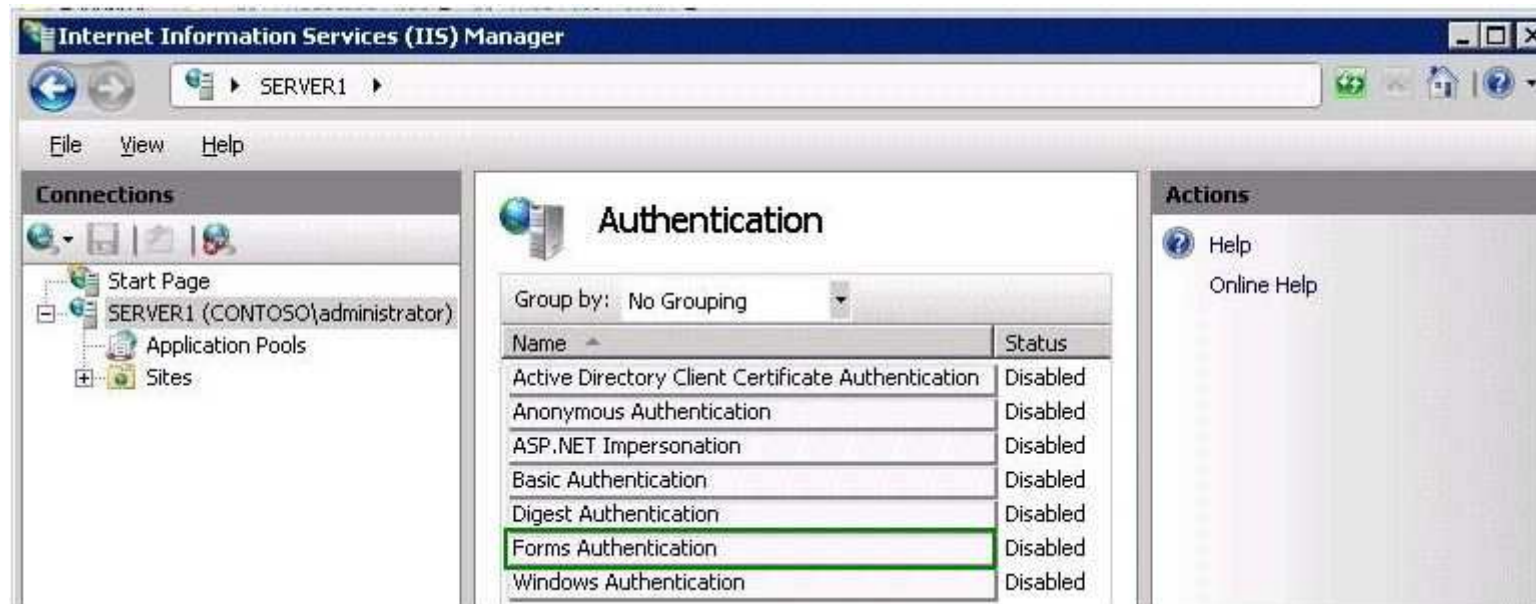 Internet Information Services (IIS) Manager
SERVER1
File View Help
Connections
Start Page
SERVER1 (CONTOSO\administrator)
Application Pools
Sites
Authentication
Group by: No Grouping
Name Status
Active Directory Client Certificate Authentication Disabled
Anonymous Authentication Disabled
ASP.NET Impersonation Disabled
Basic Authentication Disabled
Digest Authentication Disabled
Forms Authentication Disabled
Windows Authentication Disabled
Actions
Help
Online Help